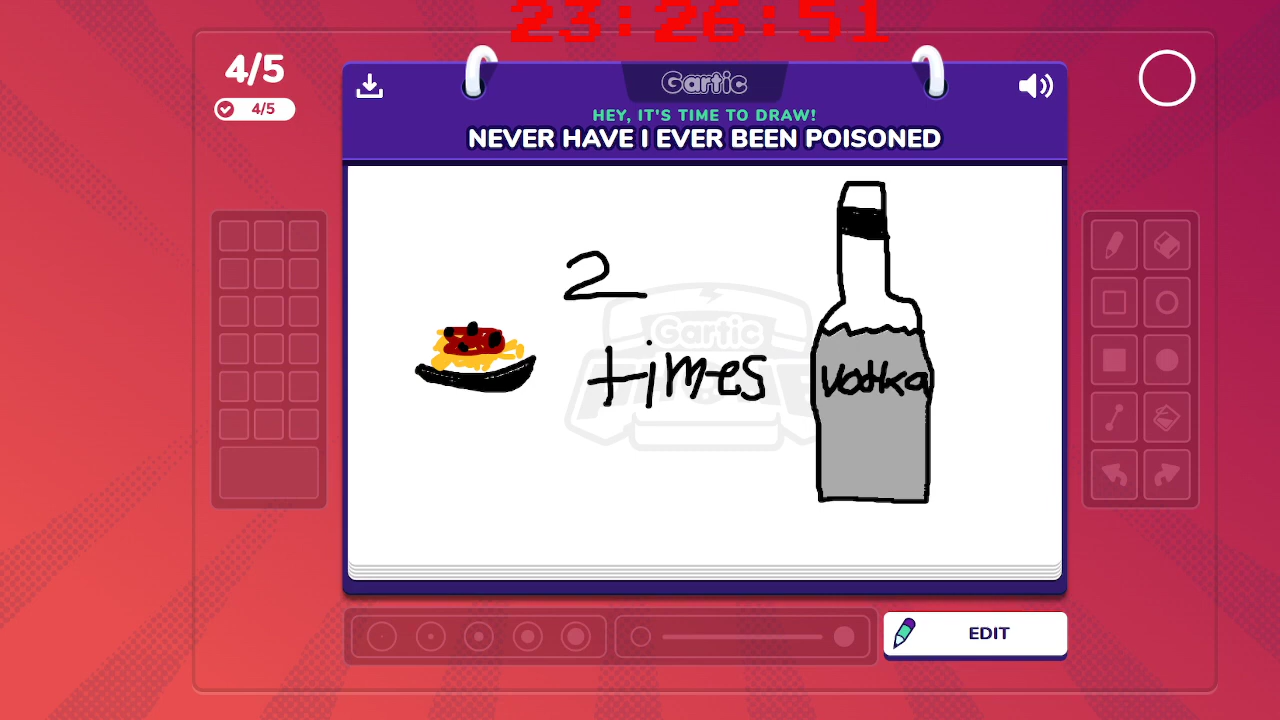 23:26:51
4/5
4/5
Gartic
HEY, IT'S TIME TO DRAW!
NEVER HAVE I EVER BEEN POISONED
2
times
Vodka
Gartic
EDIT